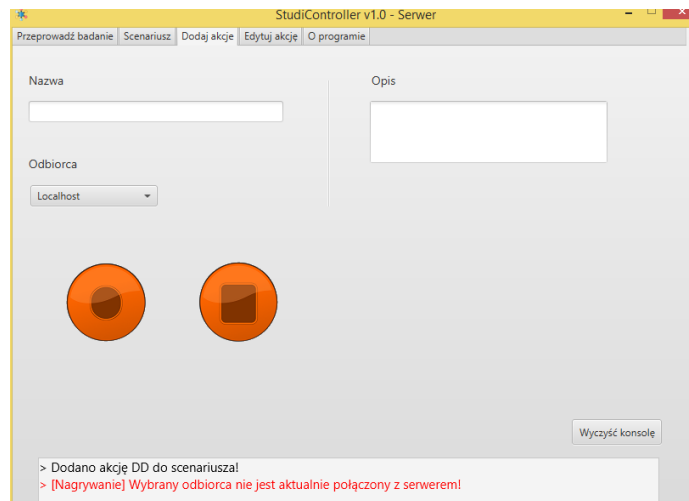 StudiController v1.0 - Serwer
Przeprowadź badanie Scenariusz Dodaj akcje Edytuj akcję O programie
Nazwa
Opis
Odbiorca
Localhost
Wyczyść konsolę
> Dodano akcję DD do scenariusza!
> [Nagrywanie] Wybrany odbiorca nie jest aktualnie połączony z serwerem!